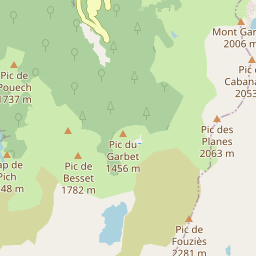 Mont Gar
2006 m
Pic de
Pouech
1737 m
Pic
Cabana
2053
Pic des
Planes
2063 m
Pic du
Garbet
1456 m
ap de
Pich
48 m
Pic de
Besset
1782 m
Pic de
Fouziès
2281 m